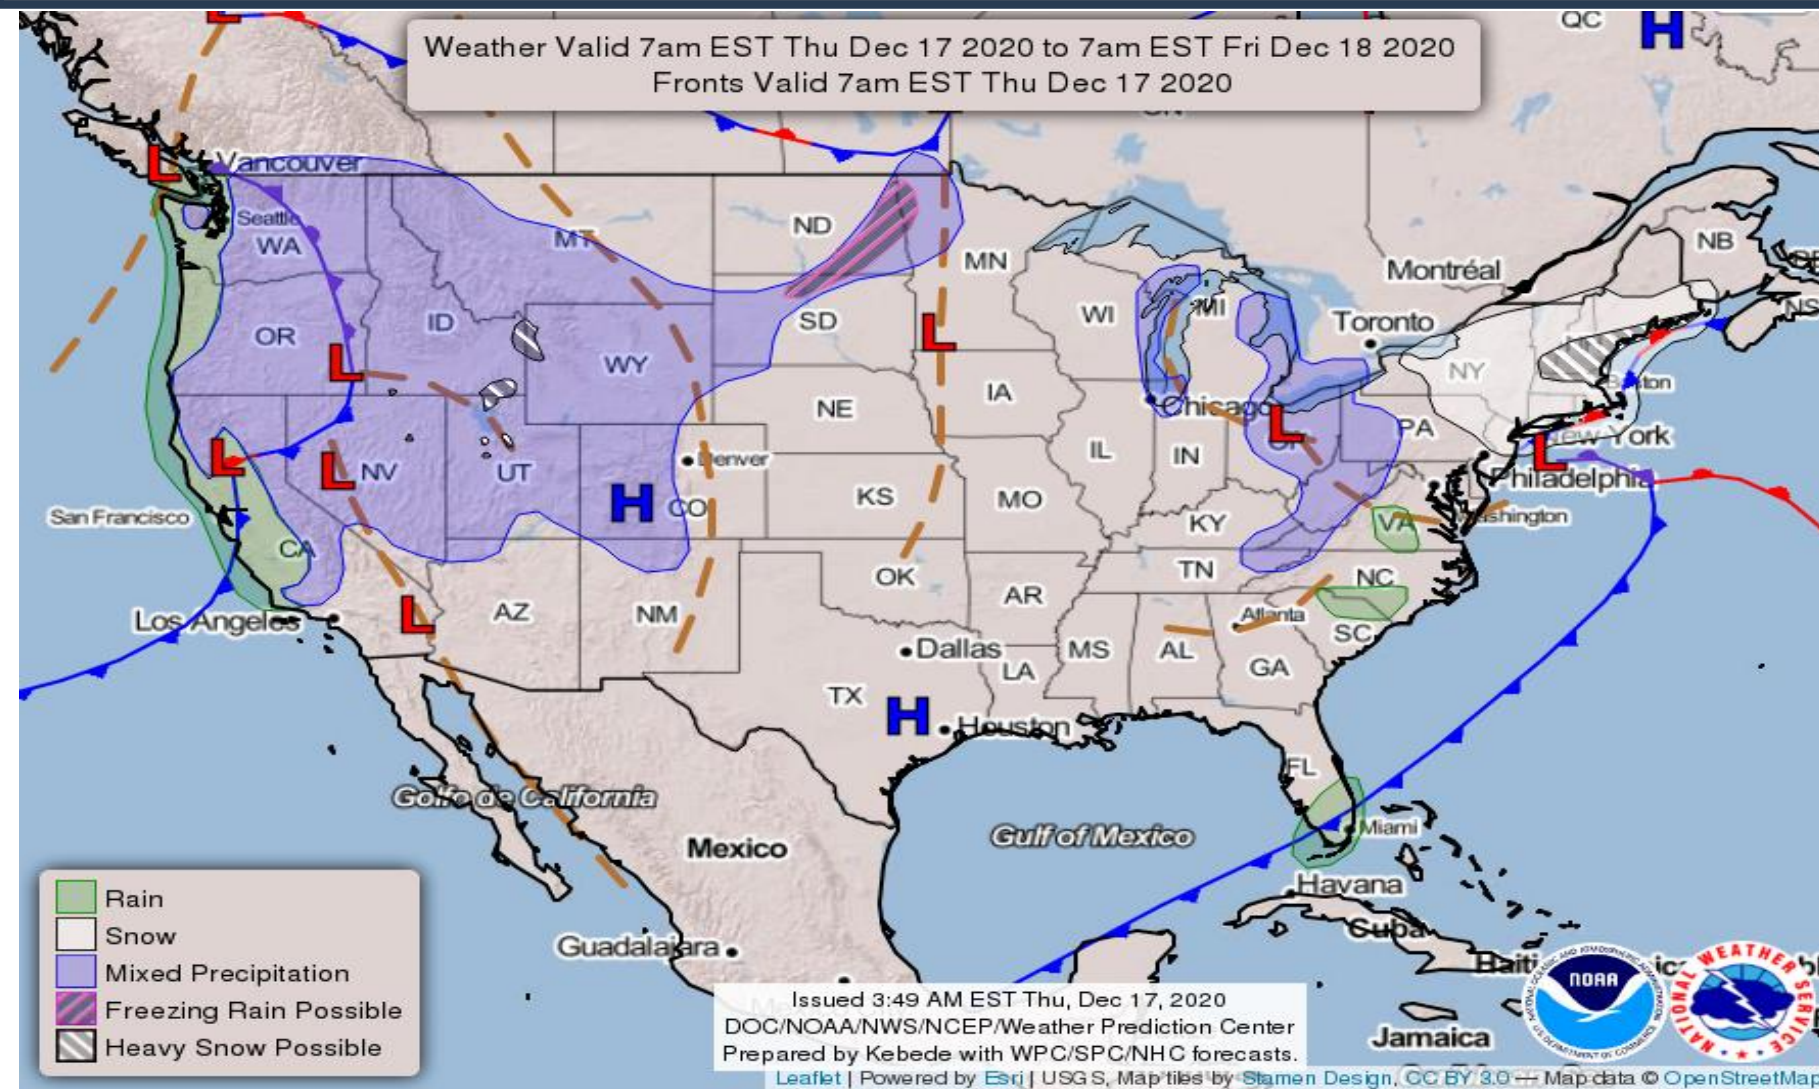 Weather Valid 7am EST Thu Dec 17 2020 to 7am EST Fri Dec 18 2020
Fronts Valid 7am EST Thu Dec 17 2020
QC
H
L
L
Vancouver
Seattle
WA
MT
ND
MN
NB
Montréal
OR
ID
WY
SD
L
WI
MI
Toronto
NS
L
NY
Boston
NE
IA
Chicago
L
OH
PA
New York
L
L
NV
UT
Denver
IL
IN
L
Philadelphia
H
CO
KS
MO
San Francisco
KY
VA
Washington
CA
OK
TN
NC
L
Los Angeles
AZ
NM
AR
Atlanta
SC
Dallas
MS
AL
GA
LA
TX
H
Houston
FL
Golfo de California
Gulf of Mexico
Miami
Mexico
Havana
Cuba
Guadalajara
Haiti
Mexico City
Jamaica
Rain
Snow
Mixed Precipitation
Freezing Rain Possible
Heavy Snow Possible
Issued 3:49 AM EST Thu, Dec 17, 2020
DOC/NOAA/NWS/NCEP/Weather Prediction Center
Prepared by Kebede with WPC/SPC/NHC forecasts.
NOAA
NATIONAL WEATHER SERVICE
Leaflet | Powered by Esri | USGS, Map tiles by Stamen Design, CC BY 3.0 — Map data © OpenStreetMap